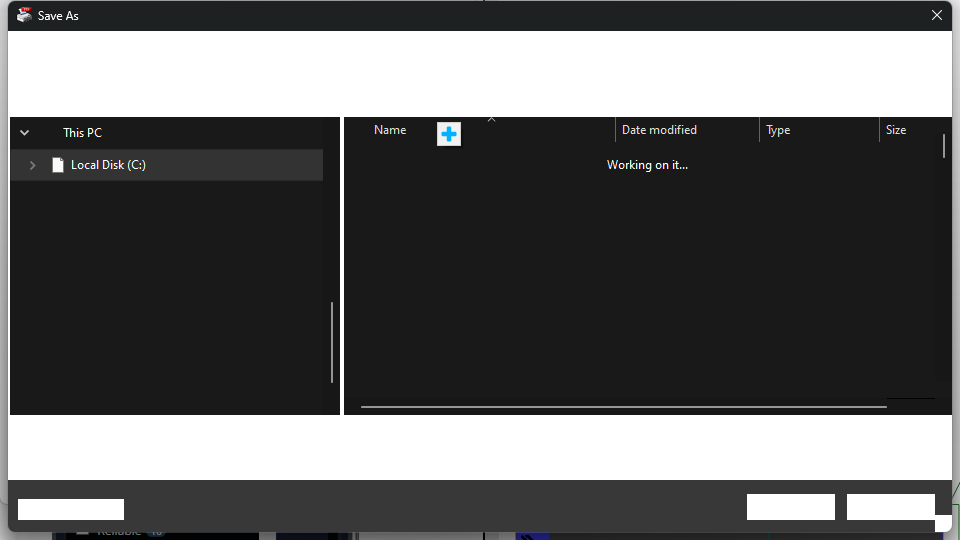 Save As
This PC
Local Disk (C:)
Name
Date modified
Type
Size
Working on it...
Reliable